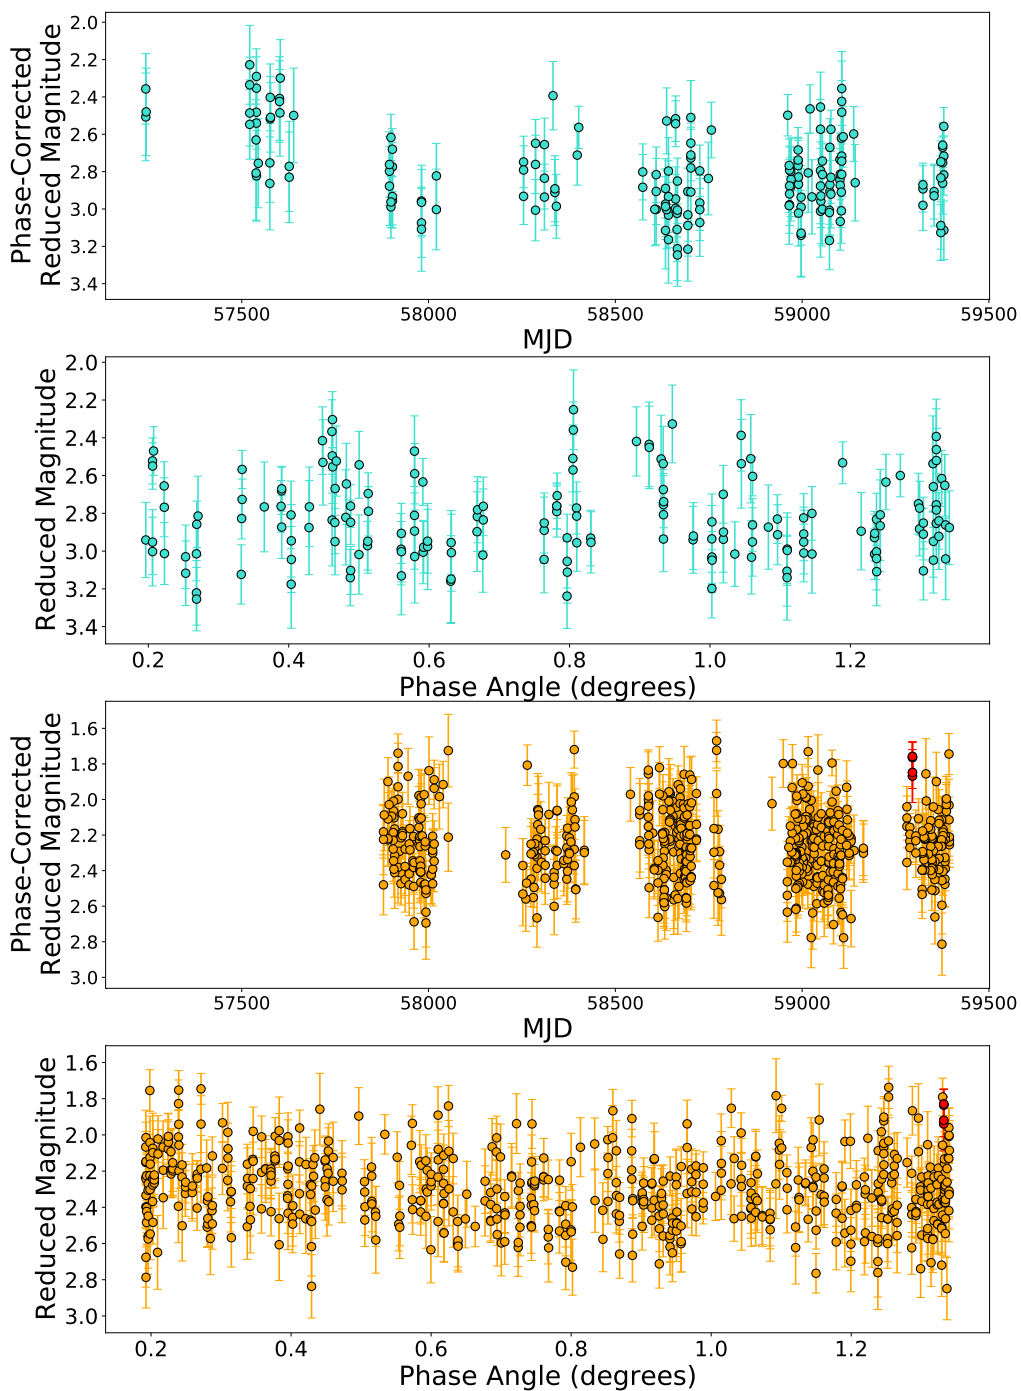 Phase-Corrected
Reduced Magnitude
2.0
2.2
2.4
2.6
2.8
3.0
3.2
3.4
57500 58000 58500 59000 59500
MJD
Reduced Magnitude
2.0
2.2
2.4
2.6
2.8
3.0
3.2
3.4
0.2 0.4 0.6 0.8 1.0 1.2
Phase Angle (degrees)
Phase-Corrected
Reduced Magnitude
1.6
1.8
2.0
2.2
2.4
2.6
2.8
3.0
57500 58000 58500 59000 59500
MJD
Reduced Magnitude
1.6
1.8
2.0
2.2
2.4
2.6
2.8
3.0
0.2 0.4 0.6 0.8 1.0 1.2
Phase Angle (degrees)